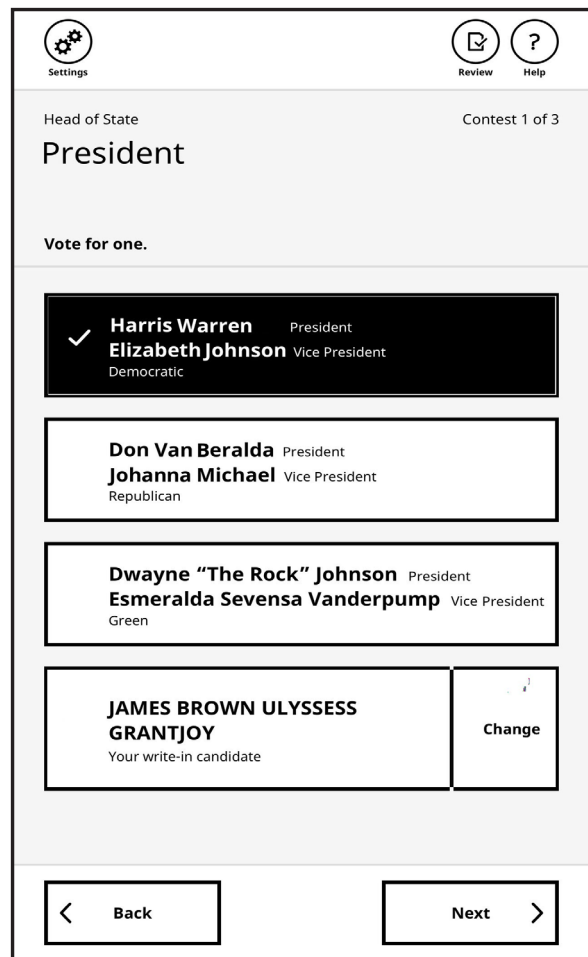 Settings
Review
Help
Head of State
Contest 1 of 3
President
Vote for one.
Harris Warren President
Elizabeth Johnson Vice President
Democratic
Don Van Beralda President
Johanna Michael Vice President
Republican
Dwayne “The Rock” Johnson President
Esmeralda Sevensa Vanderpump Vice President
Green
JAMES BROWN ULYSSESS
GRANTJOY
Your write-in candidate
Change
Back
Next